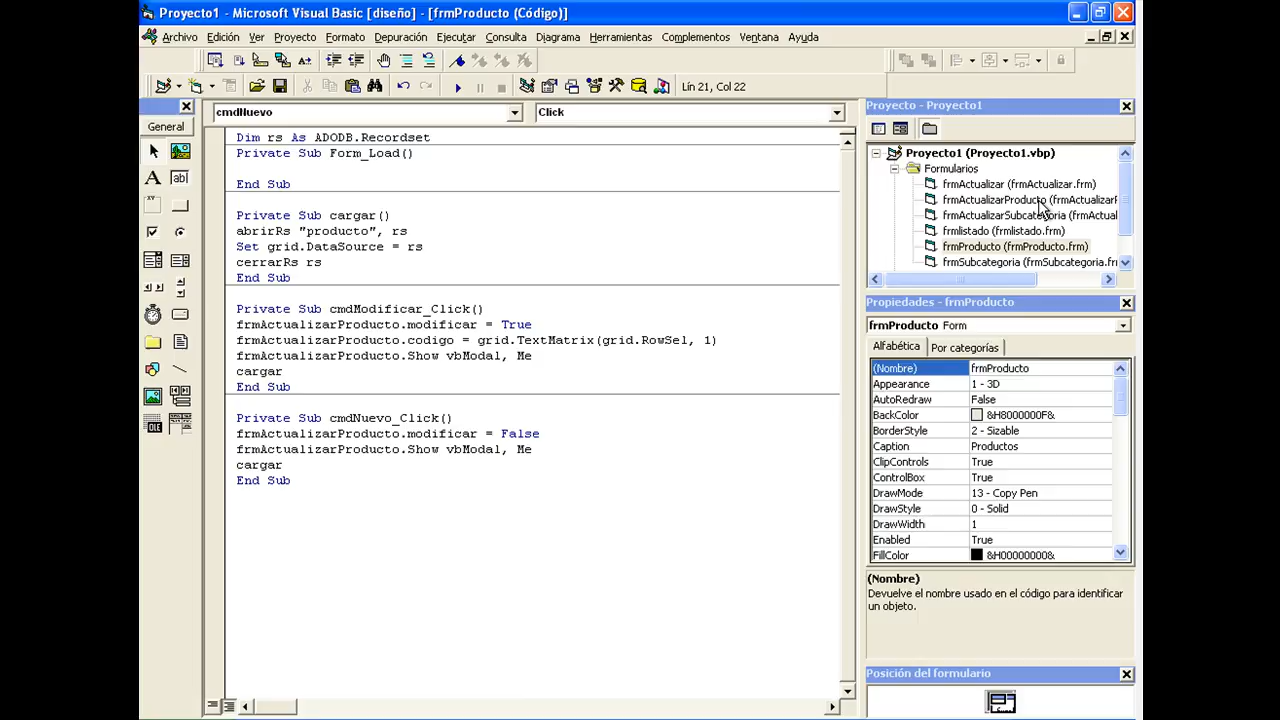 Proyecto1 - Microsoft Visual Basic [diseño] - [frmProducto (Código)]
Archivo Edición Ver Proyecto Formato Depuración Ejecutar Consulta Diagrama Herramientas Complementos Ventana Ayuda
Lín 21, Col 22
General
cmdNuevo Click
Dim rs As ADODB.Recordset
Private Sub Form_Load()
End Sub
Private Sub cargar()
abrirRs "producto", rs
Set grid.DataSource = rs
cerrarRs rs
End Sub
Private Sub cmdModificar_Click()
frmActualizarProducto.modificar = True
frmActualizarProducto.codigo = grid.TextMatrix(grid.RowSel, 1)
frmActualizarProducto.Show vbModal, Me
cargar
End Sub
Private Sub cmdNuevo_Click()
frmActualizarProducto.modificar = False
frmActualizarProducto.Show vbModal, Me
cargar
End Sub
Proyecto - Proyecto1
Proyecto1 (Proyecto1.vbp)
Formularios
frmActualizar (frmActualizar.frm)
frmActualizarProducto (frmActualizarF
frmActualizarSubcategoria (frmActual
frmlistado (frmlistado.frm)
frmProducto (frmProducto.frm)
frmSubcategoria (frmSubcategoria.fr
Propiedades - frmProducto
frmProducto Form
Alfabética Por categorías
(Nombre) frmProducto
Appearance 1 - 3D
AutoRedraw False
BackColor &H8000000F&
BorderStyle 2 - Sizable
Caption Productos
ClipControls True
ControlBox True
DrawMode 13 - Copy Pen
DrawStyle 0 - Solid
DrawWidth 1
Enabled True
FillColor &H00000000&
(Nombre)
Devuelve el nombre usado en el código para identificar
un objeto.
Posición del formulario